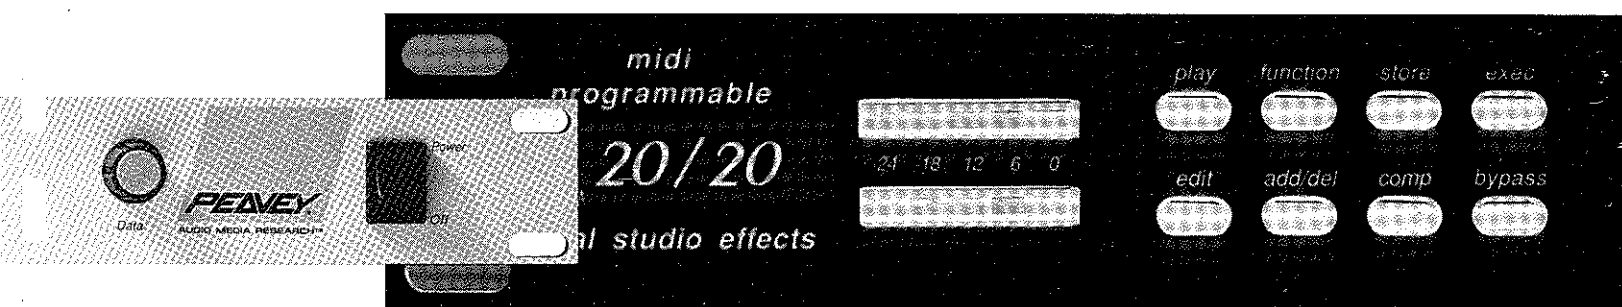 midi
programmable
20/20
al studio effects
play function store exec
24 18 12 6 0
edit add/del comp bypass
Power
Off
Data
PEAVEY
AUDIO MEDIA RESEARCH™